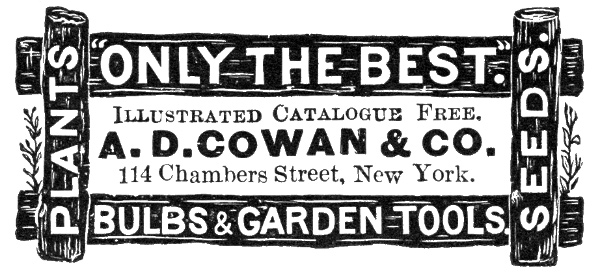 PLANTS
"ONLY THE BEST."
ILLUSTRATED CATALOGUE FREE.
A. D. COWAN & CO.
114 Chambers Street, New York.
BULBS & GARDEN TOOLS.
SEEDS.